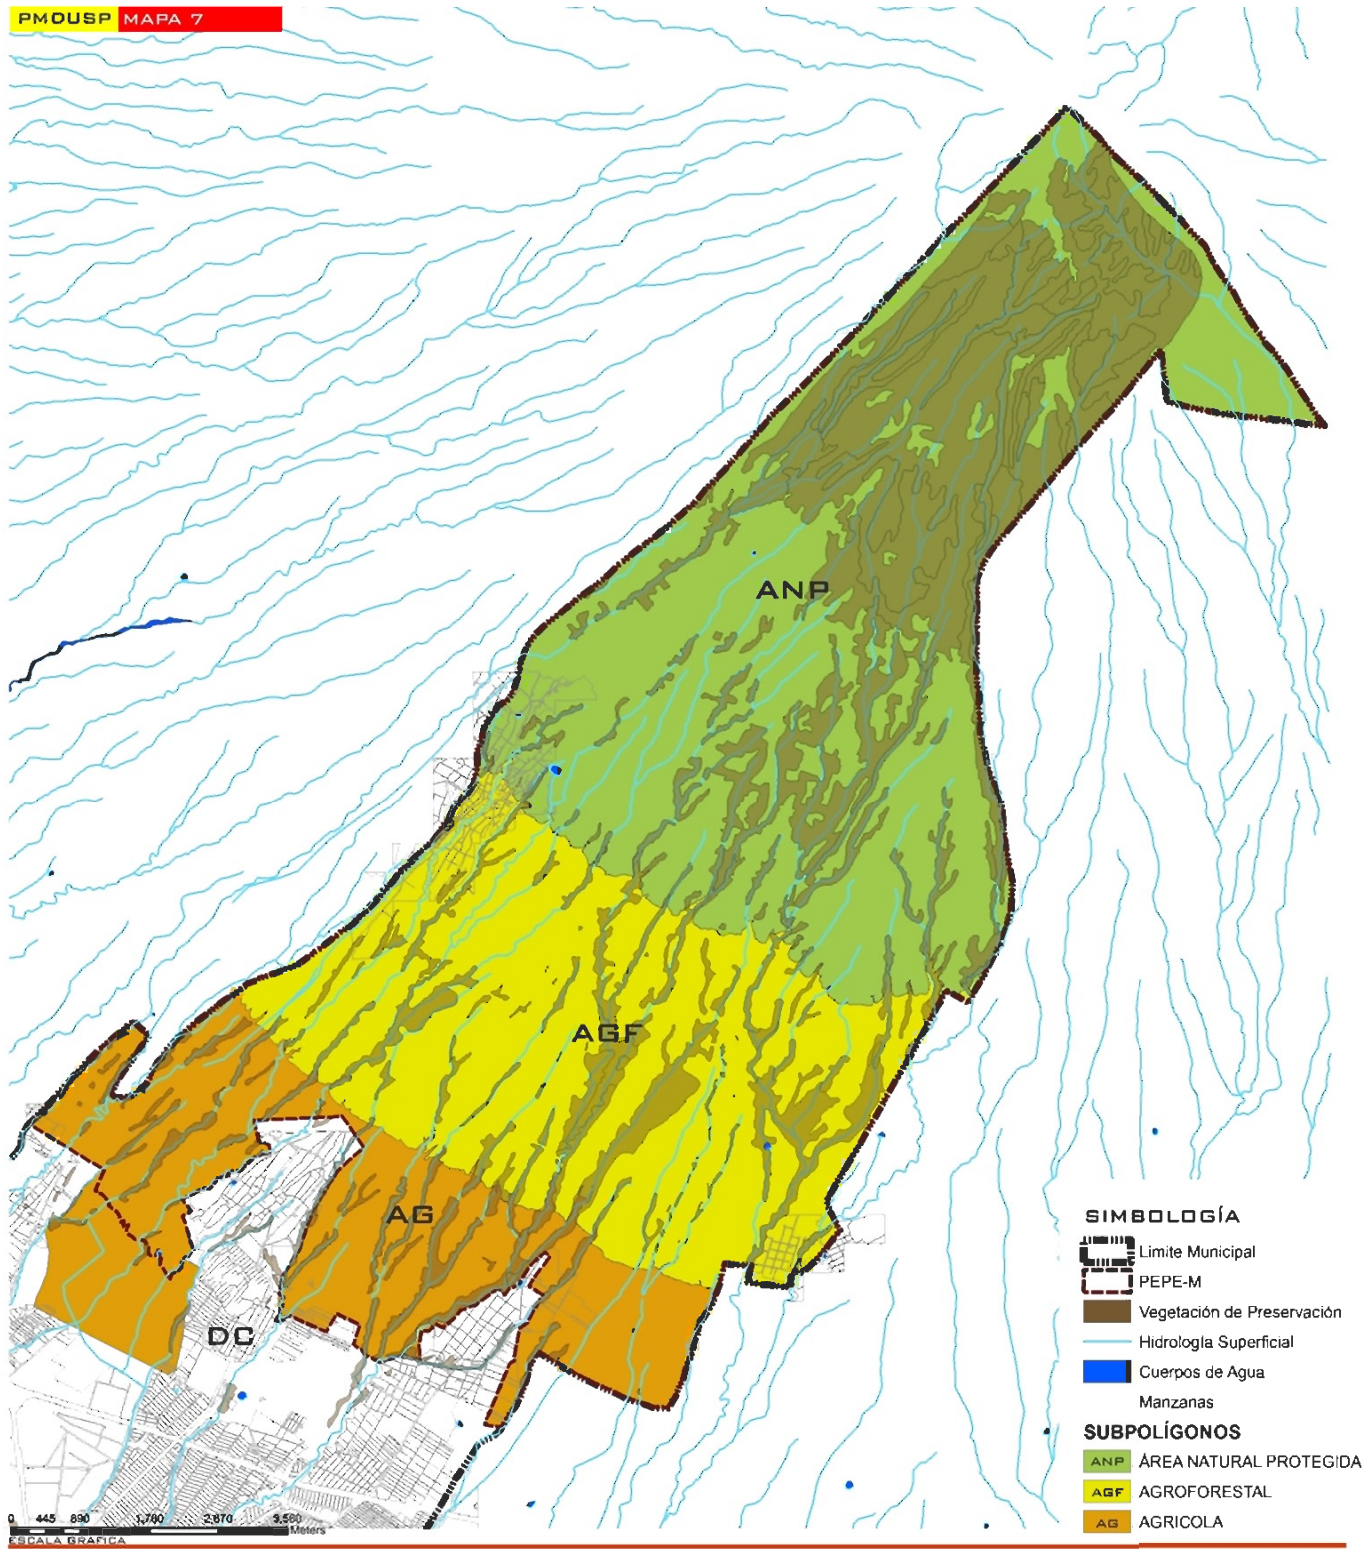 PMDUSP MAPA 7
ANP
AGF
AG
DC
SIMBOLOGÍA
Limite Municipal
PEPE-M
Vegetación de Preservación
Hidrología Superficial
Cuerpos de Agua
Manzanas
SUBPOLÍGONOS
ANP ÁREA NATURAL PROTEGIDA
AGF AGROFORESTAL
AG AGRICOLA
0 445 890 1,780 2,670 3,560
Meters
ESCALA GRAFICA